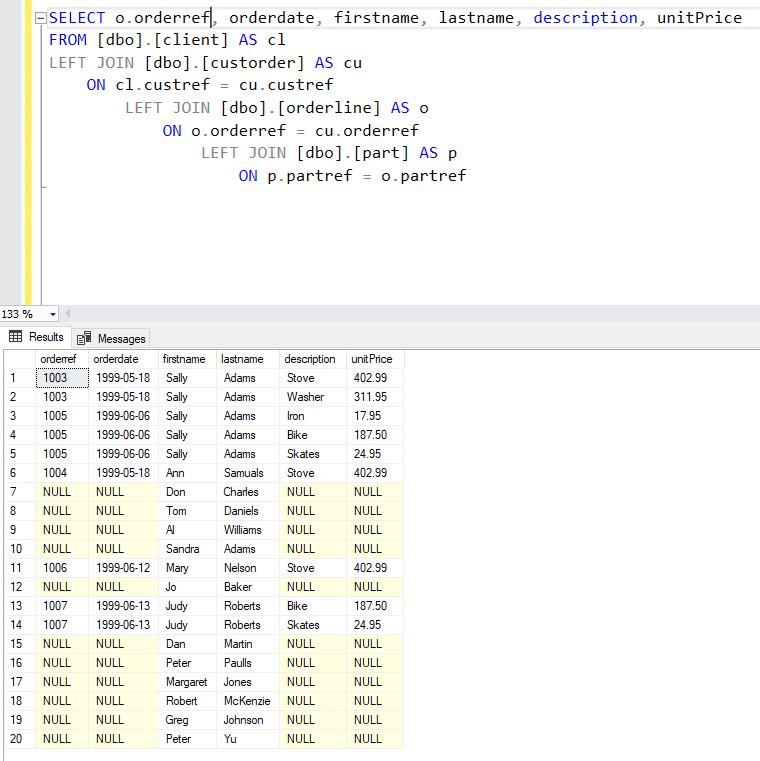 SELECT o.orderref, orderdate, firstname, lastname, description, unitPrice
FROM [dbo].[client] AS cl
LEFT JOIN [dbo].[custorder] AS cu
ON cl.custref = cu.custref
LEFT JOIN [dbo].[orderline] AS o
ON o.orderref = cu.orderref
LEFT JOIN [dbo].[part] AS p
ON p.partref = o.partref
133 %
Results Messages
orderref orderdate firstname lastname description unitPrice
1 1003 1999-05-18 Sally Adams Stove 402.99
2 1003 1999-05-18 Sally Adams Washer 311.95
3 1005 1999-06-06 Sally Adams Iron 17.95
4 1005 1999-06-06 Sally Adams Bike 187.50
5 1005 1999-06-06 Sally Adams Skates 24.95
6 1004 1999-05-18 Ann Samuals Stove 402.99
7 NULL NULL Don Charles NULL NULL
8 NULL NULL Tom Daniels NULL NULL
9 NULL NULL Al Williams NULL NULL
10 NULL NULL Sandra Adams NULL NULL
11 1006 1999-06-12 Mary Nelson Stove 402.99
12 NULL NULL Jo Baker NULL NULL
13 1007 1999-06-13 Judy Roberts Bike 187.50
14 1007 1999-06-13 Judy Roberts Skates 24.95
15 NULL NULL Dan Martin NULL NULL
16 NULL NULL Peter Paulls NULL NULL
17 NULL NULL Margaret Jones NULL NULL
18 NULL NULL Robert McKenzie NULL NULL
19 NULL NULL Greg Johnson NULL NULL
20 NULL NULL Peter Yu NULL NULL